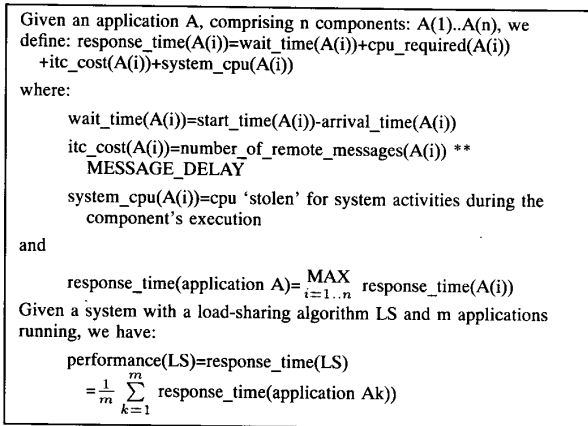 Given an application A, comprising n components: A(1)..A(n), we
define: response_time(A(i))=wait_time(A(i))+cpu_required(A(i))
+itc_cost(A(i))+system_cpu(A(i))
where:
wait_time(A(i))=start_time(A(i))-arrival_time(A(i))
itc_cost(A(i))=number_of_remote_messages(A(i)) **
MESSAGE_DELAY
system_cpu(A(i))=cpu 'stolen' for system activities during the
component's execution
and
response_time(application A)= MAX i=1..n response_time(A(i))
Given a system with a load-sharing algorithm LS and m applications
running, we have:
performance(LS)=response_time(LS)
=1/m ∑ k=1 m response_time(application Ak))